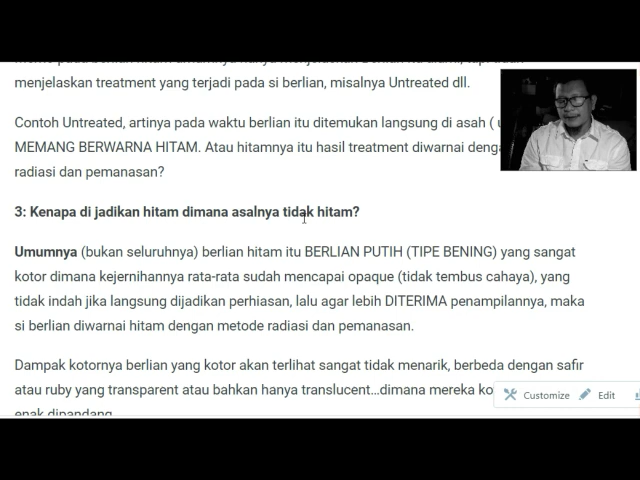 menjelaskan treatment yang terjadi pada si berlian, misalnya Untreated dll.
Contoh Untreated, artinya pada waktu berlian itu ditemukan langsung di asah (
MEMANG BERWARNA HITAM. Atau hitamnya itu hasil treatment diwarnai
radiasi dan pemanasan?
3: Kenapa di jadikan hitam dimana asalnya tidak hitam?
Umumnya (bukan seluruhnya) berlian hitam itu BERLIAN PUTIH (TIPE BENING) yang sangat
kotor dimana kejernihannya rata-rata sudah mencapai opaque (tidak tembus cahaya), yang
tidak indah jika langsung dijadikan perhiasan, lalu agar lebih DITERIMA penampilannya, maka
si berlian diwarnai hitam dengan metode radiasi dan pemanasan.
Dampak kotornya berlian yang kotor akan terlihat sangat tidak menarik, berbeda dengan safir
atau ruby yang transparent atau bahkan hanya translucent...dimana mereka
Customize Edit
enak dipandang